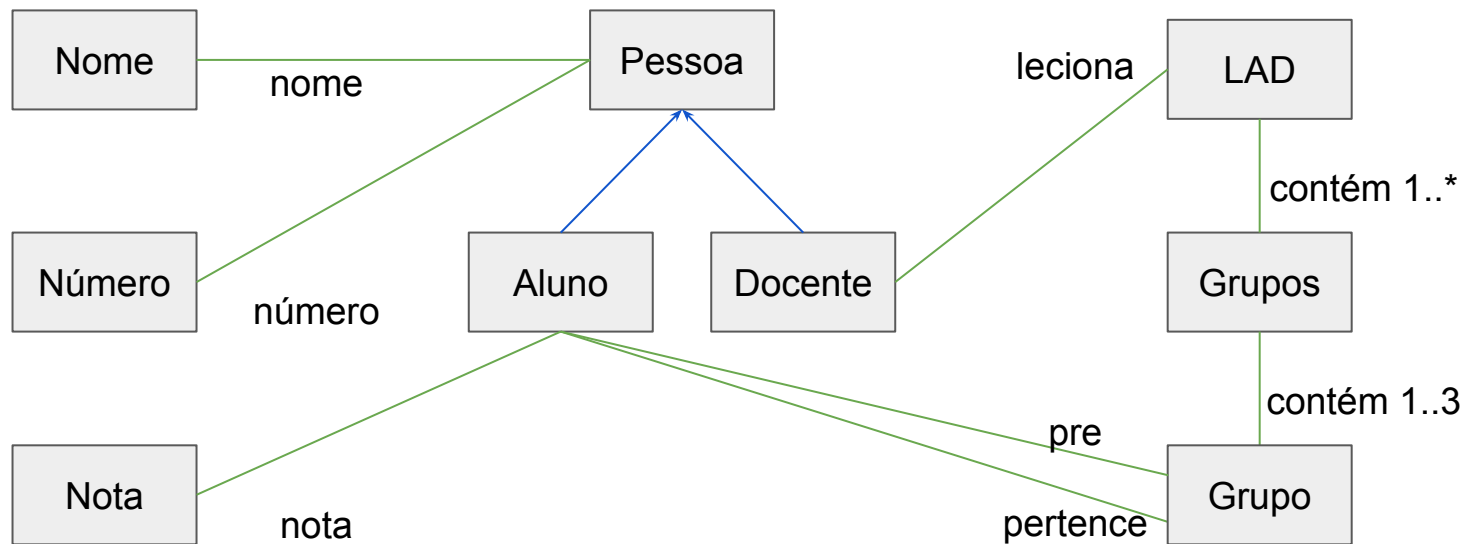 Nome
nome
Pessoa
leciona
LAD
contém 1..*
Número
número
Aluno
Docente
Grupos
contém 1..3
Nota
nota
pre
pertence
Grupo